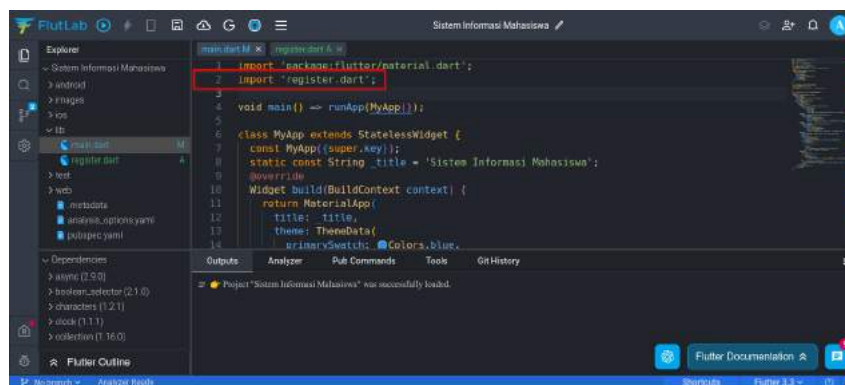 FlutLab
Sistem Informasi Mahasiswa
Explorer
main.dart M
register.dart A
Sistem Informasi Mahasiswa
android
images
ios
lib
main.dart M
register.dart A
test
web
.metadata
analysis_options.yaml
pubspec.yaml
Dependencies
async (2.9.0)
boolean_selector (2.1.0)
characters (1.2.1)
clock (1.1.1)
collection (1.16.0)
Flutter Outline
1 import 'package:flutter/material.dart';
2 import 'register.dart';
3
4 void main() => runApp(MyApp());
5
6 class MyApp extends StatelessWidget {
7 const MyApp({super.key});
8 static const String _title = 'Sistem Informasi Mahasiswa';
9 @override
10 Widget build(BuildContext context) {
11 return MaterialApp(
12 title: _title,
13 theme: ThemeData(
14 primarySwatch: Colors.blue,
Outputs Analyzer Pub Commands Tools Git History
Project "Sistem Informasi Mahasiswa" was successfully loaded.
Flutter Documentation
No branch Analyzer Ready Shortcuts Flutter 3.3